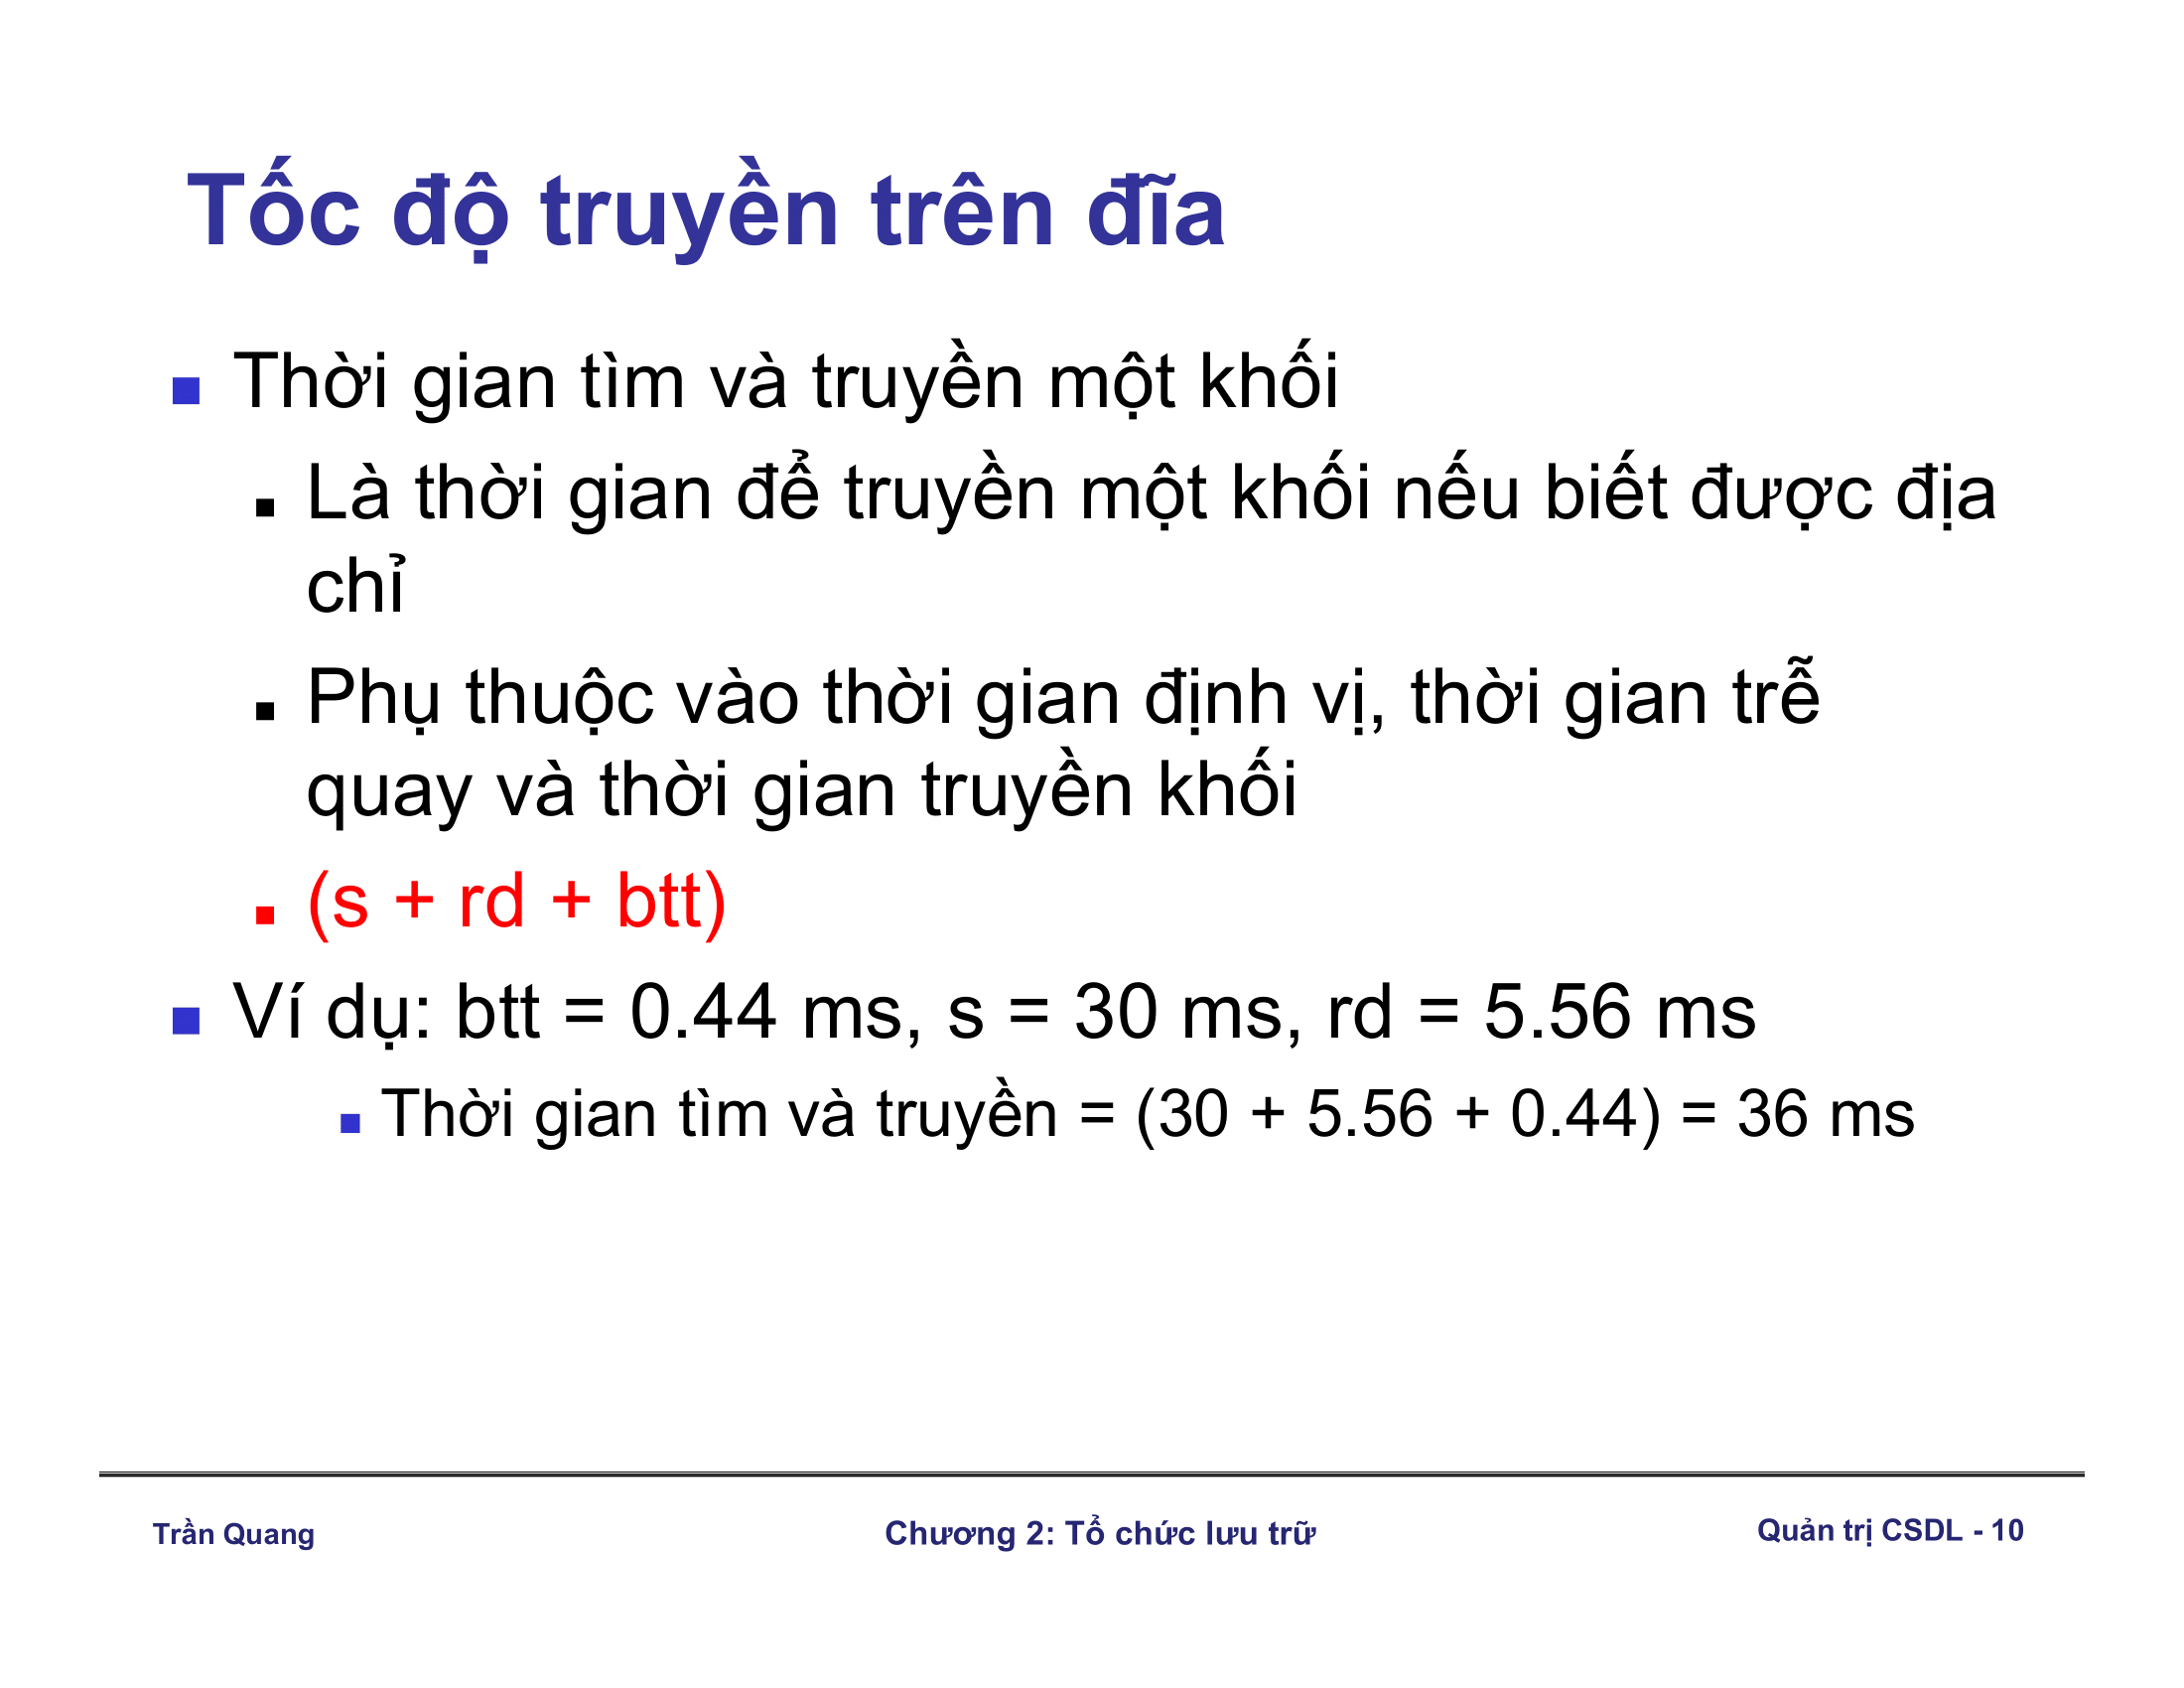 Tốc độ truyền trên đĩa
Thời gian tìm và truyền một khối
Là thời gian để truyền một khối nếu biết được địa
chỉ
Phụ thuộc vào thời gian định vị, thời gian trễ
quay và thời gian truyền khối
(s + rd + btt)
Ví dụ: btt = 0.44 ms, s = 30 ms, rd = 5.56 ms
Thời gian tìm và truyền = (30 + 5.56 + 0.44) = 36 ms
Trần Quang
Chương 2: Tổ chức lưu trữ
Quản trị CSDL - 10